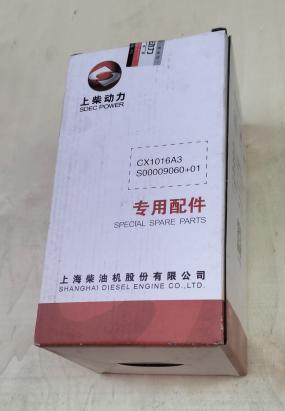 上柴动力
SDEC POWER
CX1016A3
S00009060+01
专用配件
SPECIAL SPARE PARTS
上海柴油机股份有限公司
SHANGHAI DIESEL ENGINE CO.,LTD.